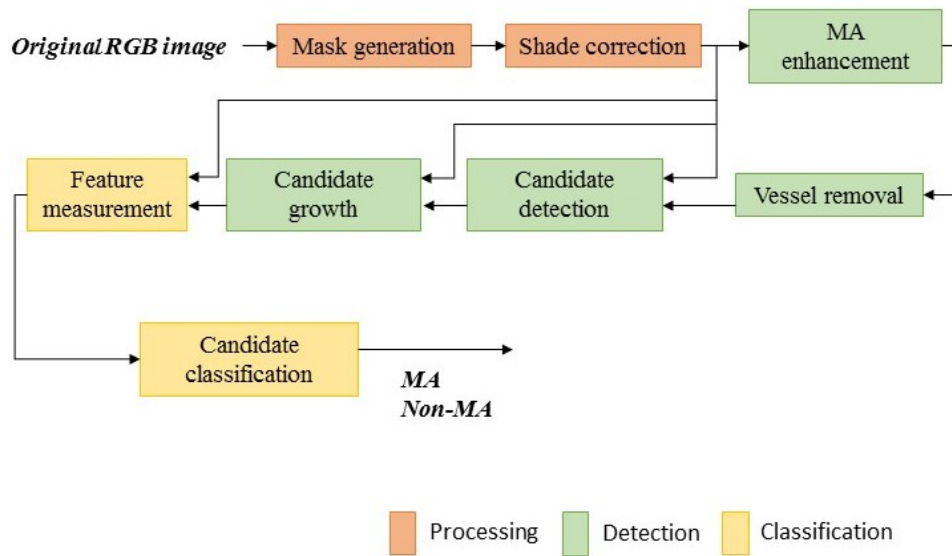 Original RGB image
Mask generation
Shade correction
MA
enhancement
Feature
measurement
Candidate
growth
Candidate
detection
Vessel removal
Candidate
classification
MA
Non-MA
Processing
Detection
Classification